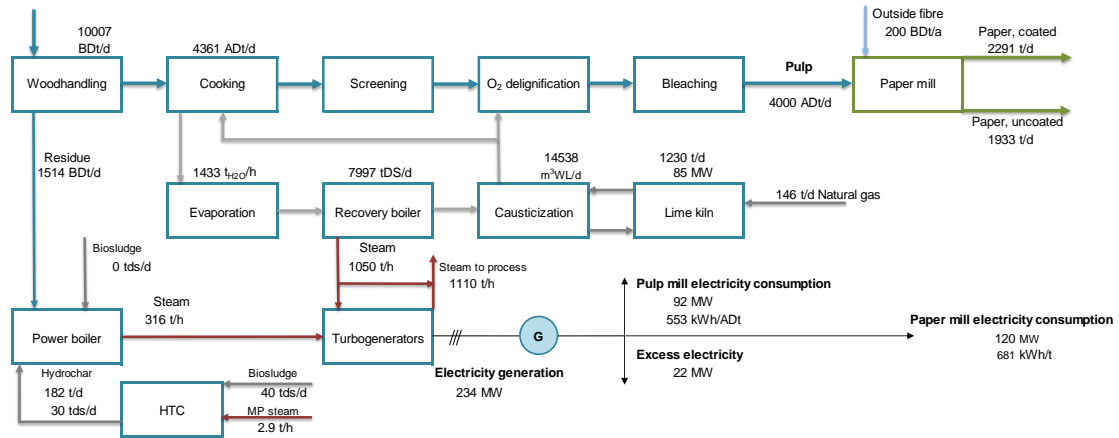 10007
BDt/d
4361 ADt/d
Outside fibre
200 BDt/a
Paper, coated
2291 t/d
Woodhandling
Cooking
Screening
O₂ delignification
Bleaching
Pulp
4000 ADt/d
Paper mill
Paper, uncoated
1933 t/d
Residue
1514 BDt/d
1433 tH2O/h
7997 tDS/d
14538
m³WL/d
1230 t/d
85 MW
146 t/d Natural gas
Evaporation
Recovery boiler
Causticization
Lime kiln
Biosludge
0 tds/d
Steam
1050 t/h
Steam to process
1110 t/h
Steam
316 t/h
Pulp mill electricity consumption
92 MW
553 kWh/ADt
Power boiler
Turbogenerators
G
Paper mill electricity consumption
120 MW
681 kWh/t
Excess electricity
22 MW
Electricity generation
234 MW
Hydrochar
182 t/d
30 tds/d
HTC
Biosludge
40 tds/d
MP steam
2.9 t/h